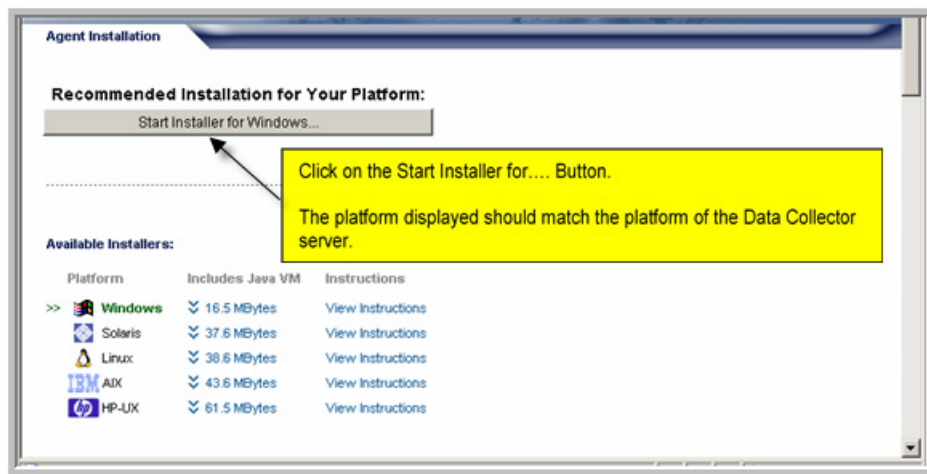 Agent Installation
Recommended Installation for Your Platform:
Start Installer for Windows...
Click on the Start Installer for.... Button.
The platform displayed should match the platform of the Data Collector
server.
Available Installers:
Platform Includes Java VM Instructions
>> Windows 16.5 MBytes View Instructions
Solaris 37.6 MBytes View Instructions
Linux 38.6 MBytes View Instructions
IBM AIX 43.6 MBytes View Instructions
hp HP-UX 61.5 MBytes View Instructions